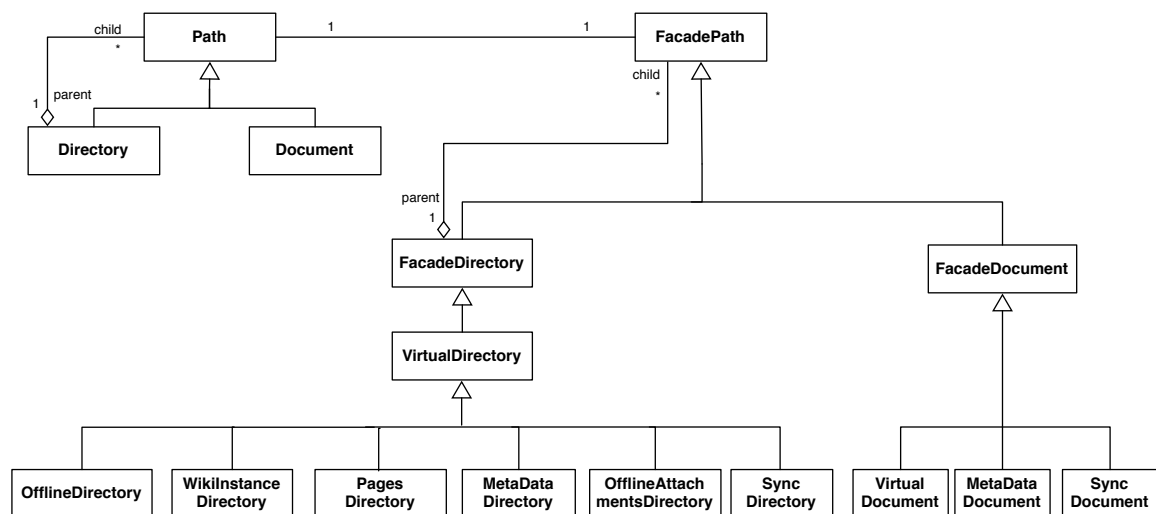 child
*
Path
1
1
FacadePath
child
*
1
parent
Directory
Document
parent
1
FacadeDirectory
FacadeDocument
VirtualDirectory
OfflineDirectory
WikiInstance
Directory
Pages
Directory
MetaData
Directory
OfflineAttach
mentsDirectory
Sync
Directory
Virtual
Document
MetaData
Document
Sync
Document